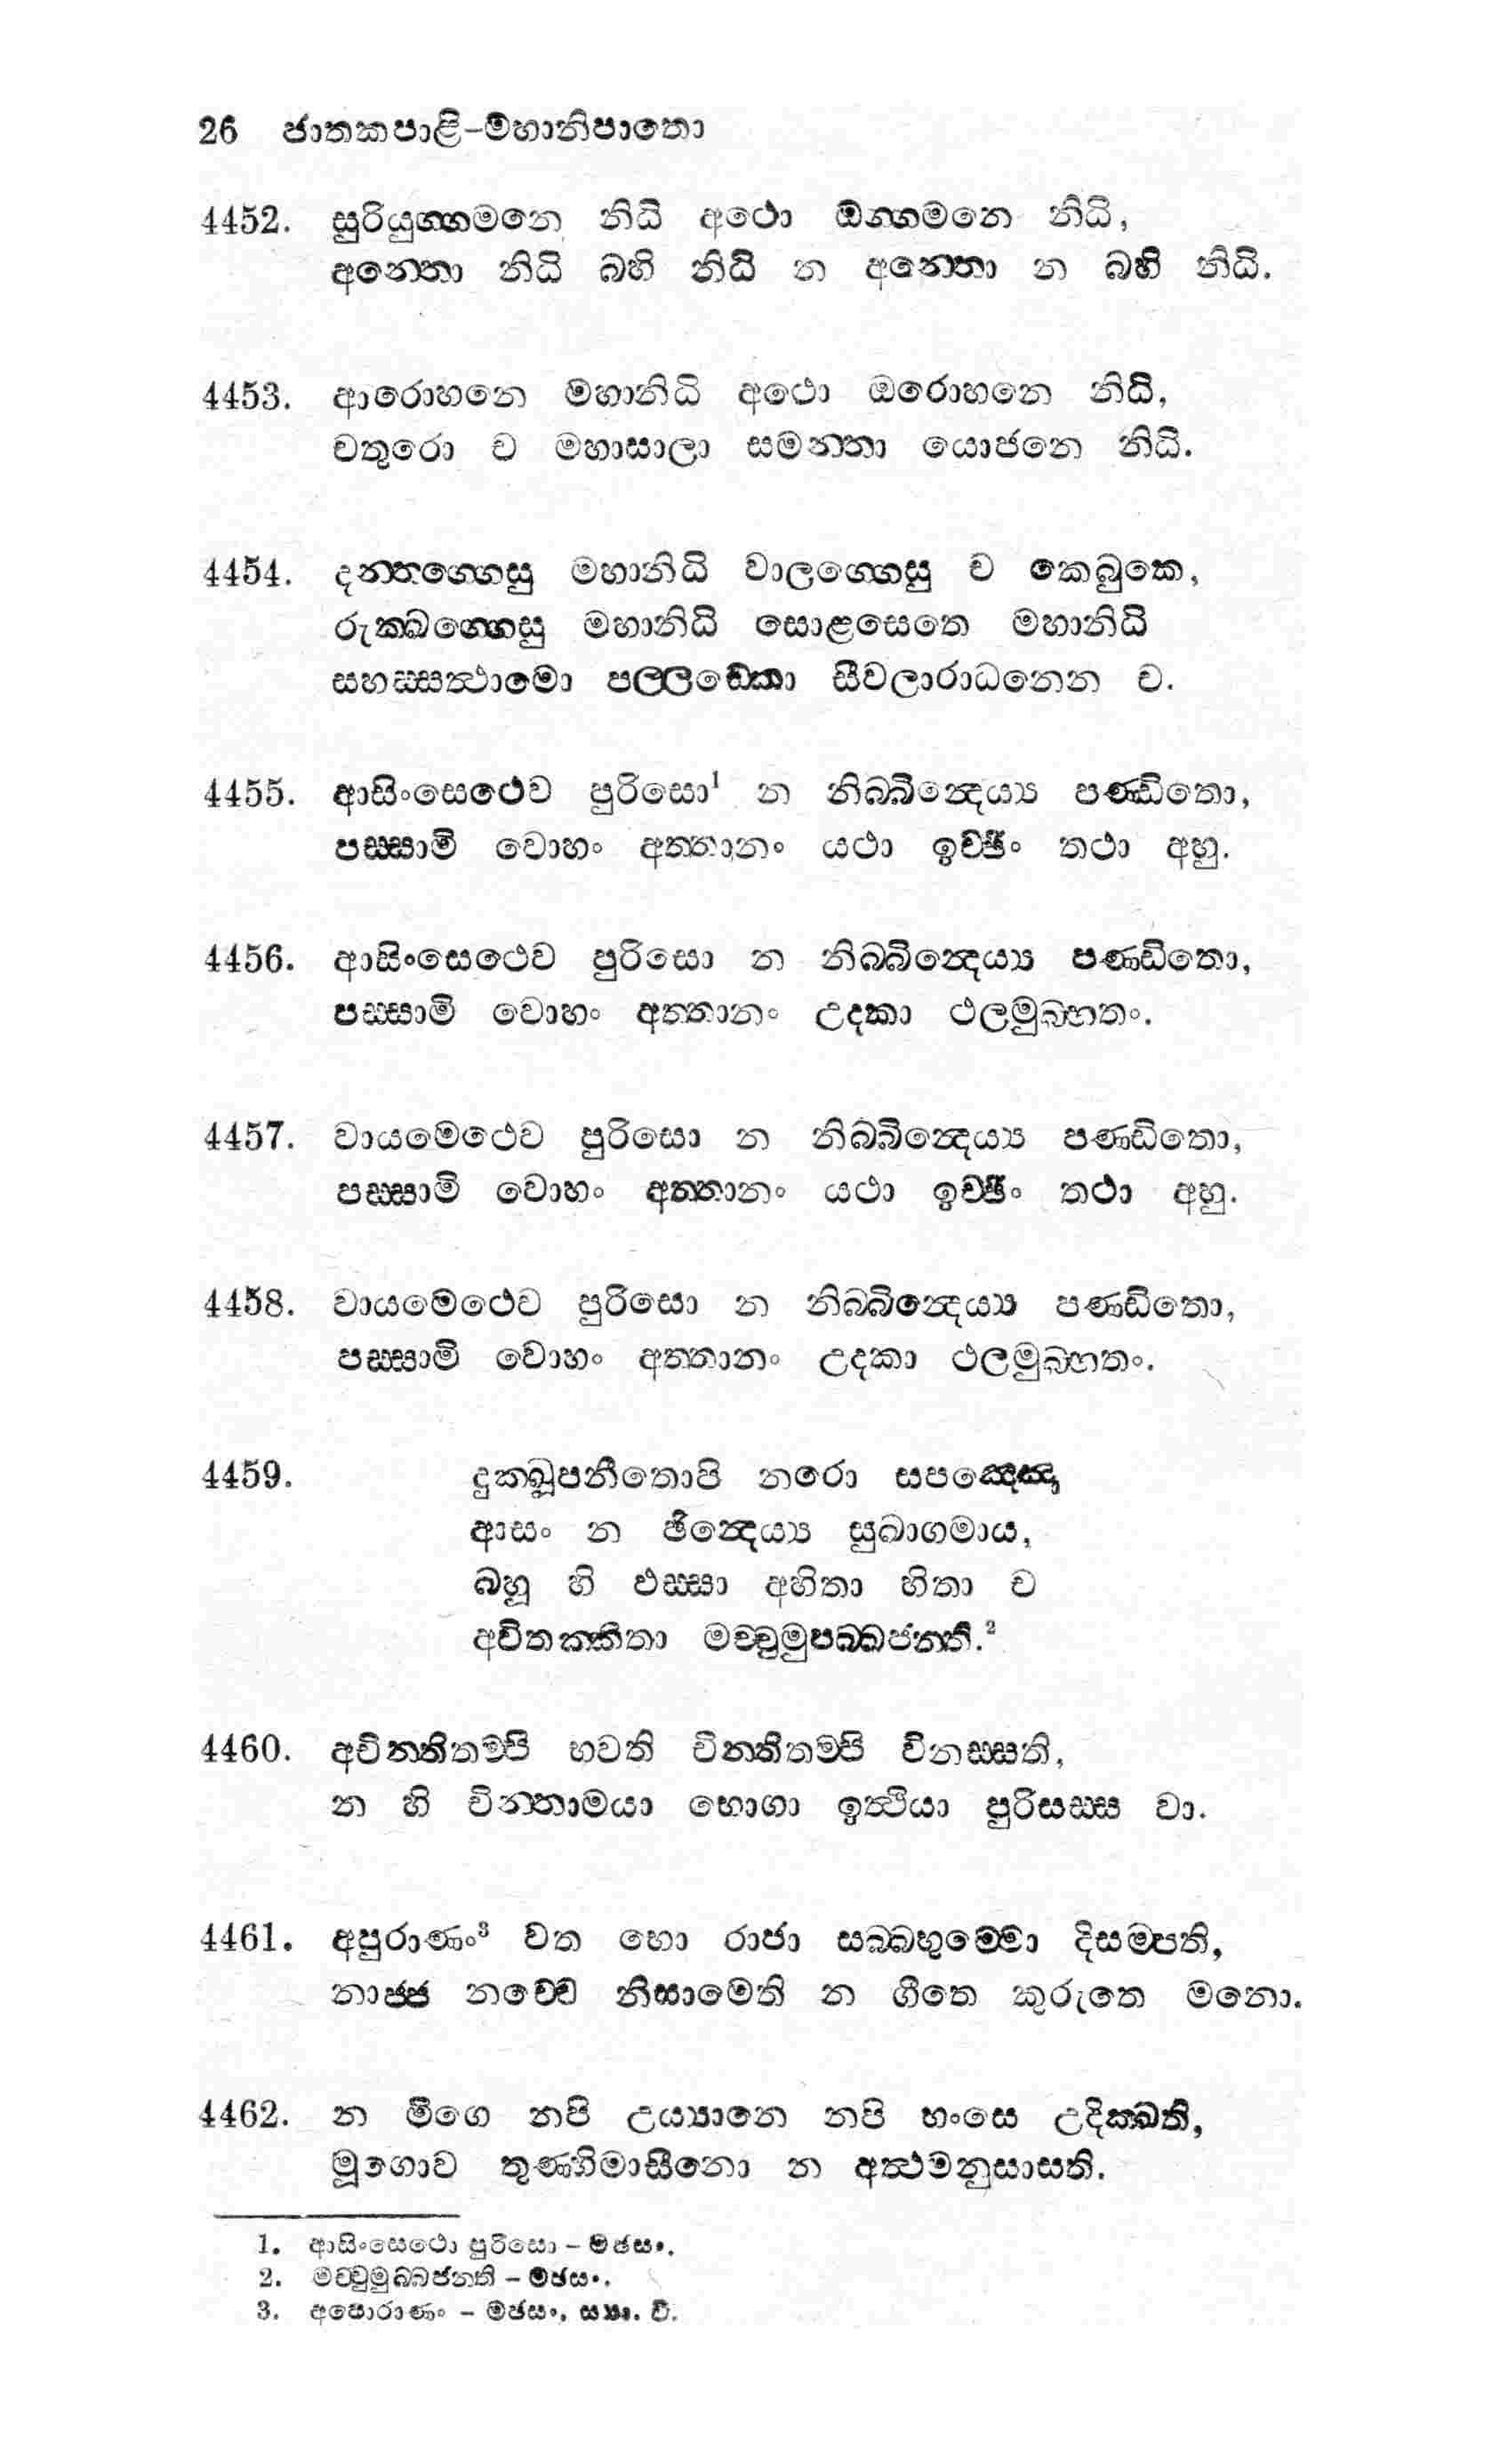 26 ජාතකපාළි-මහානිපාතො
4452. සුරියුග්ගමනෙ නිධි අථො ඔග්ගමනෙ නිධි,
අන්තො නිධි බහි නිධි න අන්තො න බහි නිධි.
4453. ආරොහනෙ මහානිධි අථො ඔරොහනෙ නිධි,
චතුරො ච මහාසාලා සමන්තා යොජනෙ නිධි.
4454. දන්තග්ගෙසු මහානිධි වාලග්ගෙසු ච කෙබුකෙ,
රුක්ඛග්ගෙසු මහානිධි සොළසෙතෙ මහානිධි
සහස්සත්ථාමො පල්ලඞ්කො සීවලාරාධනෙන ච.
4455. ආසිංසෙථෙව පුරිසො¹ න නිබ්බින්දෙය්‍ය පණ්ඩිතො,
පස්සාමි වොහං අත්තානං යථා ඉච්ඡිං තථා අහු.
4456. ආසිංසෙථෙව පුරිසො න නිබ්බින්දෙය්‍ය පණ්ඩිතො,
පස්සාමි වොහං අත්තානං උදකා ථලමුබ්භතං.
4457. වායමෙථෙව පුරිසො න නිබ්බින්දෙය්‍ය පණ්ඩිතො,
පස්සාමි වොහං අත්තානං යථා ඉච්ඡිං තථා අහු.
4458. වායමෙථෙව පුරිසො න නිබ්බින්දෙය්‍ය පණ්ඩිතො,
පස්සාමි වොහං අත්තානං උදකා ථලමුබ්භතං.
4459. දුක්ඛූපනීතොපි නරො සපඤ්ඤො
ආසං න ඡින්දෙය්‍ය සුඛාගමාය,
බහූ හි ඵස්සා අහිතා හිතා ච
අවිතක්කිතා මච්චුමුපබ්බජන්ති.²
4460. අචින්තිතම්පි භවති චින්තිතම්පි විනස්සති,
න හි චින්තාමයා භොගා ඉත්ථියා පුරිසස්ස වා.
4461. අපුරාණං³ වත භො රාජා සබ්බභුම්මො දිසම්පති,
නාජ්ජ නච්චෙ නිසාමෙති න ගීතෙ කුරුතෙ මනො.
4462. න මිගෙ නපි උය්‍යානෙ නපි හංසෙ උදික්ඛති,
මූගොව තුණ්හිමාසීනො න අත්ථමනුසාසති.
1. ආසිංසෙථො පුරිසො – මඡසං.
2. මච්චුමුබ්බජන්ති – මඡසං.
3. අපොරාණං – මඡසං, ස්‍යා. වි.